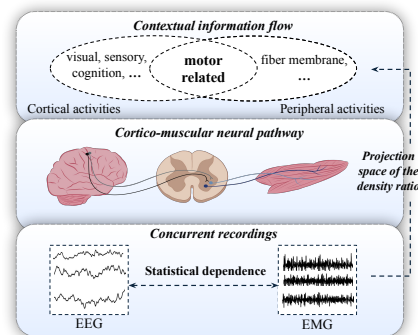 Contextual information flow
visual, sensory,
cognition, ...
motor
related
fiber membrane,
...
Cortical activities
Peripheral activities
Cortico-muscular neural pathway
Projection
space of the
density ratio
Concurrent recordings
Statistical dependence
EEG
EMG